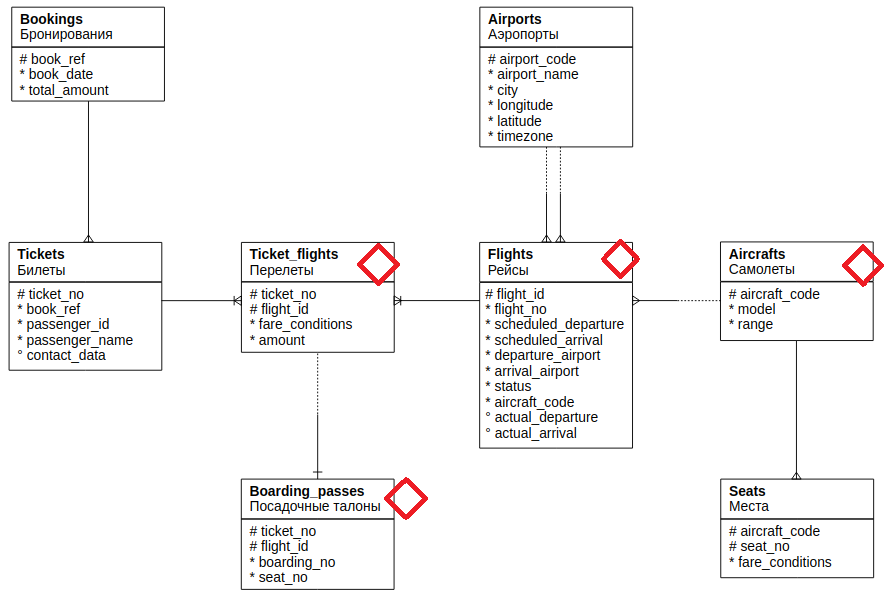 Bookings
Бронирования
# book_ref
* book_date
* total_amount
Airports
Аэропорты
# airport_code
* airport_name
* city
* longitude
* latitude
* timezone
Tickets
Билеты
# ticket_no
* book_ref
* passenger_id
* passenger_name
° contact_data
Ticket_flights
Перелеты
# ticket_no
# flight_id
* fare_conditions
* amount
Flights
Рейсы
# flight_id
* flight_no
* scheduled_departure
* scheduled_arrival
* departure_airport
* arrival_airport
* status
* aircraft_code
° actual_departure
° actual_arrival
Aircrafts
Самолеты
# aircraft_code
* model
* range
Boarding_passes
Посадочные талоны
# ticket_no
# flight_id
* boarding_no
* seat_no
Seats
Места
# aircraft_code
# seat_no
* fare_conditions